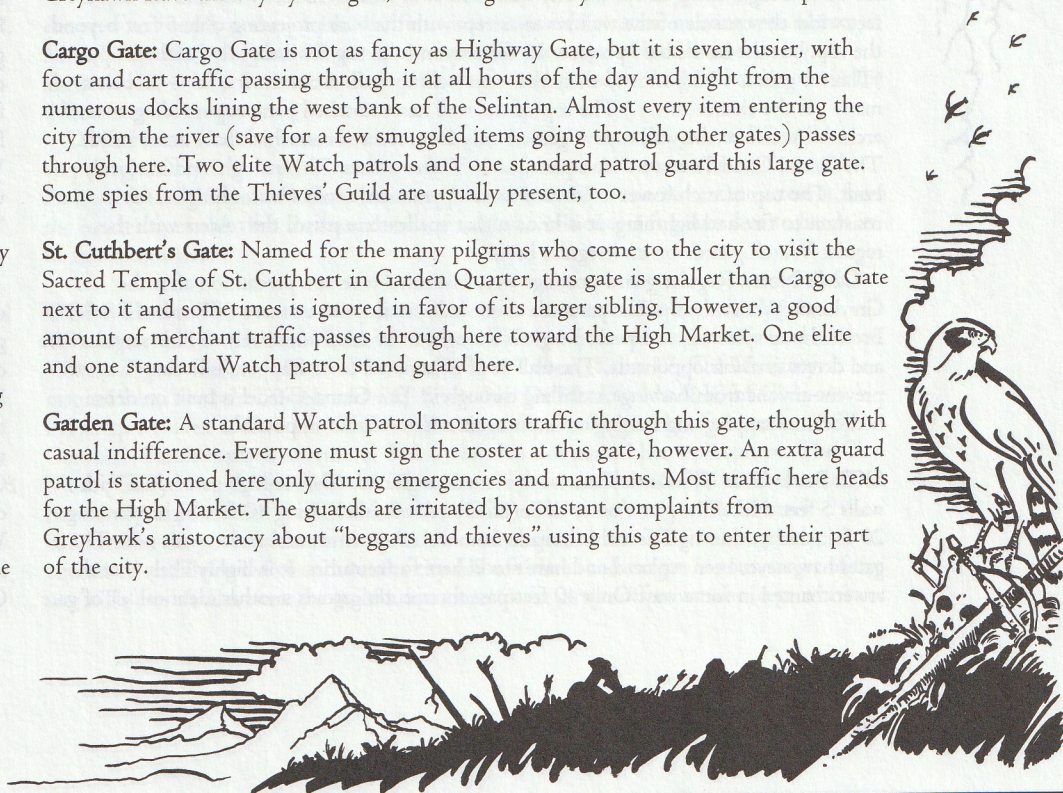 Cargo Gate: Cargo Gate is not as fancy as Highway Gate, but it is even busier, with
foot and cart traffic passing through it at all hours of the day and night from the
numerous docks lining the west bank of the Selintan. Almost every item entering the
city from the river (save for a few smuggled items going through other gates) passes
through here. Two elite Watch patrols and one standard patrol guard this large gate.
Some spies from the Thieves' Guild are usually present, too.
St. Cuthbert's Gate: Named for the many pilgrims who come to the city to visit the
Sacred Temple of St. Cuthbert in Garden Quarter, this gate is smaller than Cargo Gate
next to it and sometimes is ignored in favor of its larger sibling. However, a good
amount of merchant traffic passes through here toward the High Market. One elite
and one standard Watch patrol stand guard here.
Garden Gate: A standard Watch patrol monitors traffic through this gate, though with
casual indifference. Everyone must sign the roster at this gate, however. An extra guard
patrol is stationed here only during emergencies and manhunts. Most traffic here heads
for the High Market. The guards are irritated by constant complaints from
Greyhawk's aristocracy about "beggars and thieves" using this gate to enter their part
of the city.